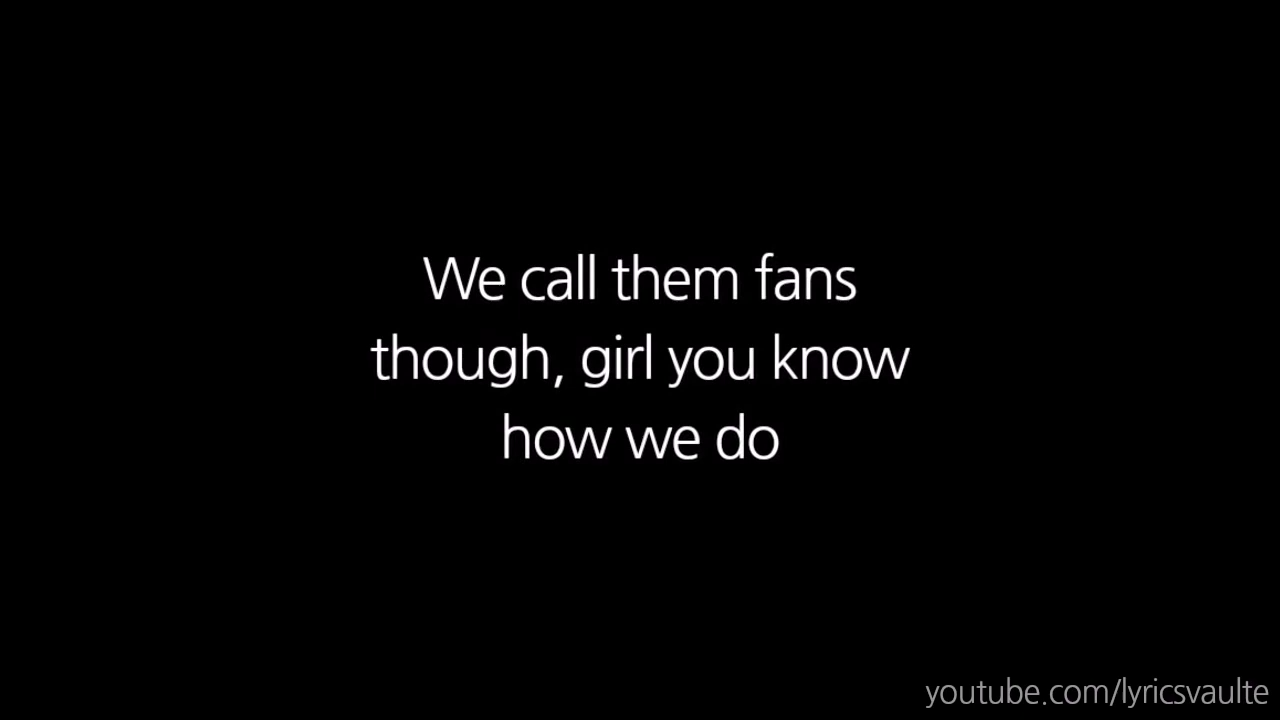 We call them fans
though, girl you know
how we do
youtube.com/lyricsvaulte